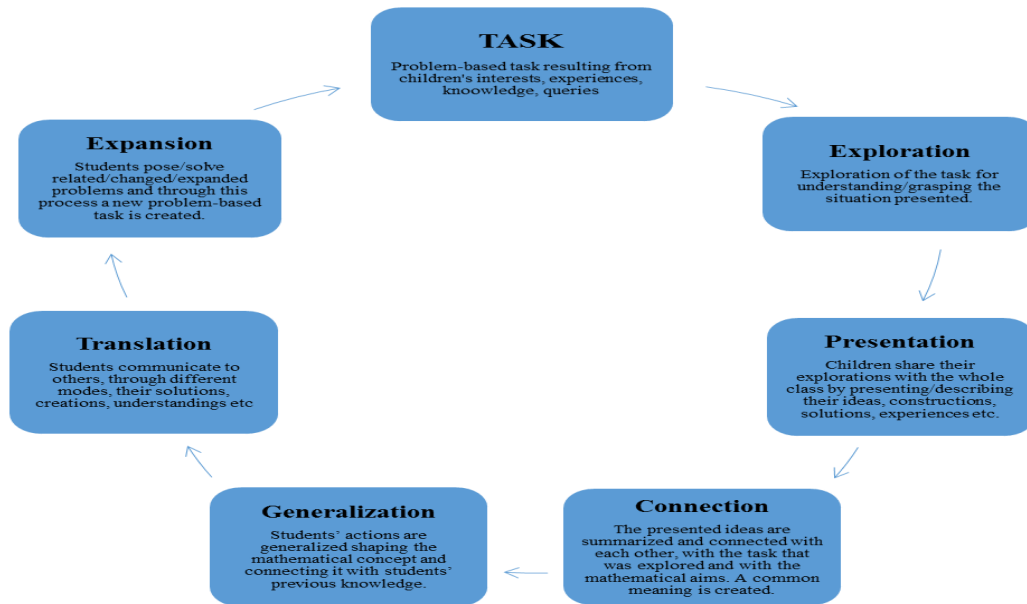 TASK
Problem-based task resulting from
children's interests, experiences,
knoowledge, queries
Exploration
Exploration of the task for
understanding/grasping the
situation presented.
Presentation
Children share their
explorations with the whole
class by presenting/describing
their ideas, constructions,
solutions, experiences etc.
Connection
The presented ideas are
summarized and connected with
each other, with the task that
was explored and with the
mathematical aims. A common
meaning is created.
Generalization
Students’ actions are
generalized shaping the
mathematical concept and
connecting it with students’
previous knowledge.
Translation
Students communicate to
others, through different
modes, their solutions,
creations, understandings etc
Expansion
Students pose/solve
related/changed/expanded
problems and through this
process a new problem-based
task is created.